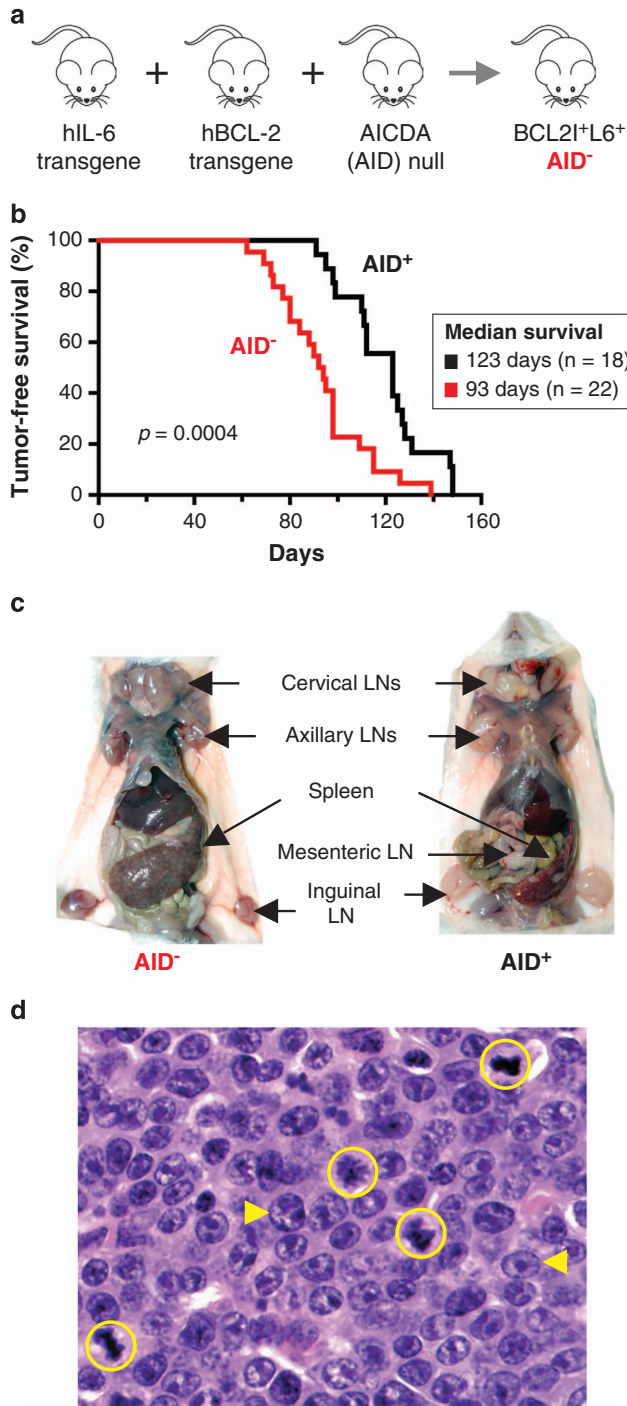 a
+ + +
hIL-6 hBCL-2 AICDA BCL2I⁺L6⁺
transgene transgene (AID) null AID⁻
b
Tumor-free survival (%)
100
80
60
40
20
0
AID⁺
AID⁻
p = 0.0004
Median survival
123 days (n = 18)
93 days (n = 22)
0 40 80 120 160
Days
c
Cervical LNs
Axillary LNs
Spleen
Mesenteric LN
Inguinal
LN
AID⁻ AID⁺
d